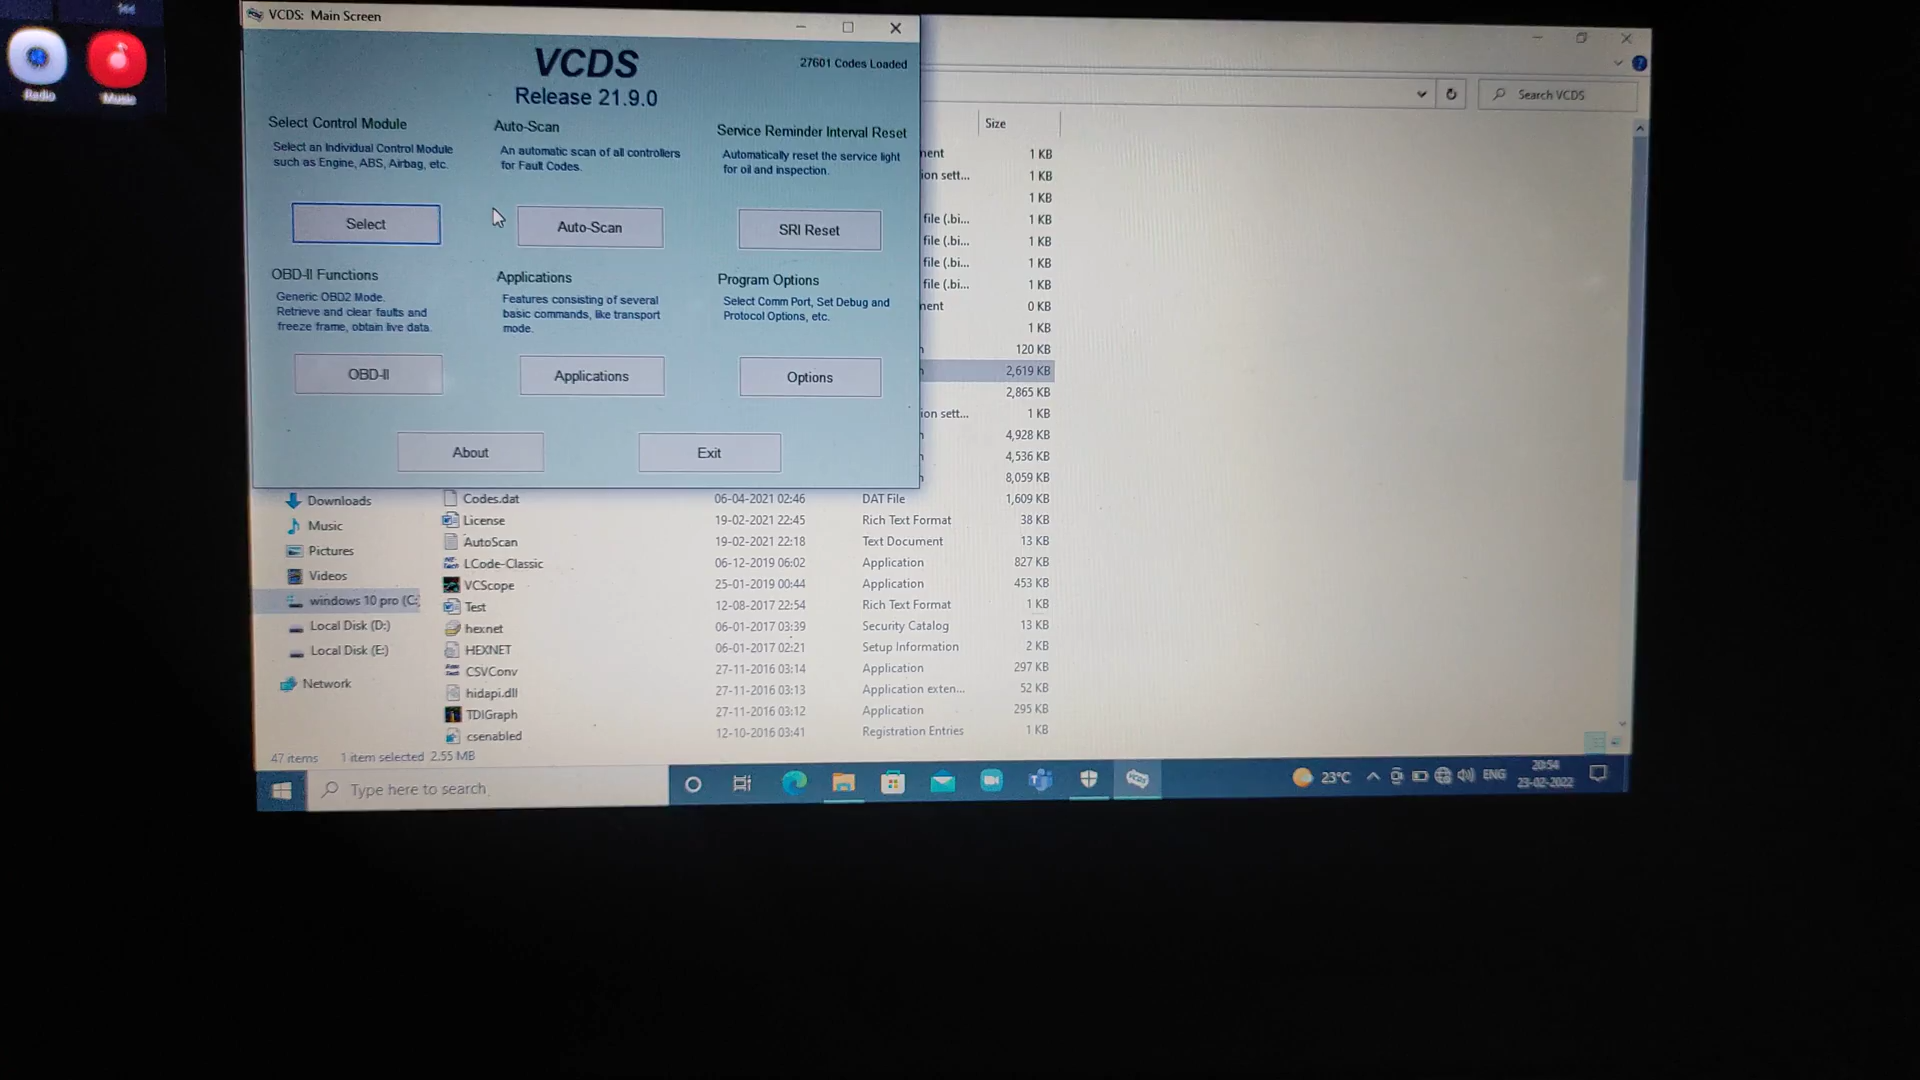 Radio
Music
VCDS: Main Screen
VCDS
Release 21.9.0
27601 Codes Loaded
Select Control Module
Select an Individual Control Module
such as Engine, ABS, Airbag, etc.
Select
Auto-Scan
An automatic scan of all controllers
for Fault Codes.
Auto-Scan
Service Reminder Interval Reset
Automatically reset the service light
for oil and inspection.
SRI Reset
OBD-II Functions
Generic OBD2 Mode.
Retrieve and clear faults and
freeze frame, obtain live data.
OBD-II
Applications
Features consisting of several
basic commands, like transport
mode.
Applications
Program Options
Select Comm Port, Set Debug and
Protocol Options, etc.
Options
About
Exit
Search VCDS
Size
ment 1 KB
ion sett... 1 KB
1 KB
file (.bi... 1 KB
file (.bi... 1 KB
file (.bi... 1 KB
file (.bi... 1 KB
ment 0 KB
1 KB
120 KB
2,619 KB
2,865 KB
ion sett... 1 KB
4,928 KB
4,536 KB
8,059 KB
Downloads
Music
Pictures
Videos
windows 10 pro (C:
Local Disk (D:)
Local Disk (E:)
Network
Codes.dat 06-04-2021 02:46 DAT File 1,609 KB
License 19-02-2021 22:45 Rich Text Format 38 KB
AutoScan 19-02-2021 22:18 Text Document 13 KB
LCode-Classic 06-12-2019 06:02 Application 827 KB
VCScope 25-01-2019 00:44 Application 453 KB
Test 12-08-2017 22:54 Rich Text Format 1 KB
hexnet 06-01-2017 03:39 Security Catalog 13 KB
HEXNET 06-01-2017 02:21 Setup Information 2 KB
CSVConv 27-11-2016 03:14 Application 297 KB
hidapi.dll 27-11-2016 03:13 Application exten... 52 KB
TDIGraph 27-11-2016 03:12 Application 295 KB
csenabled 12-10-2016 03:41 Registration Entries 1 KB
47 items 1 item selected 2.55 MB
Type here to search
23°C
ENG
20:54
23-02-2022